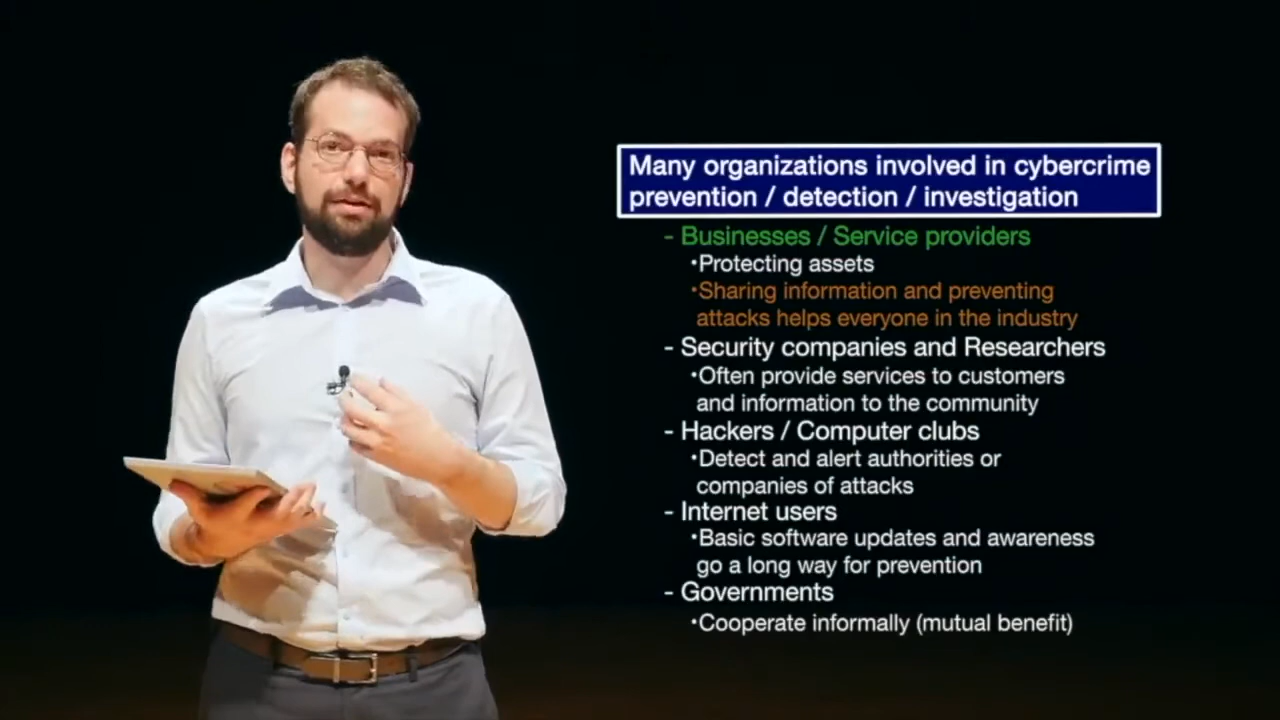 Many organizations involved in cybercrime
prevention / detection / investigation
- Businesses / Service providers
•Protecting assets
•Sharing information and preventing
attacks helps everyone in the industry
- Security companies and Researchers
•Often provide services to customers
and information to the community
- Hackers / Computer clubs
•Detect and alert authorities or
companies of attacks
- Internet users
•Basic software updates and awareness
go a long way for prevention
- Governments
•Cooperate informally (mutual benefit)